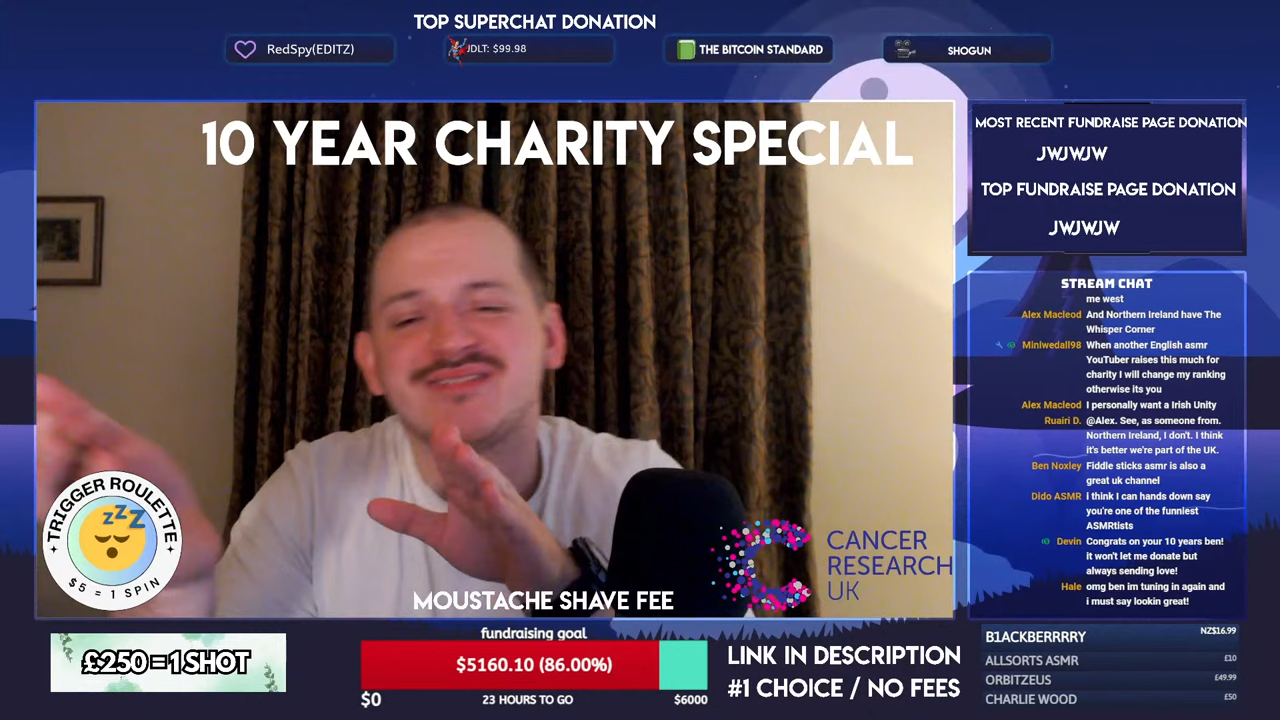 TOP SUPERCHAT DONATION
RedSpy(EDITZ)
JDLT: $99.98
THE BITCOIN STANDARD
SHOGUN
10 YEAR CHARITY SPECIAL
MOST RECENT FUNDRAISE PAGE DONATION
JWJWJW
TOP FUNDRAISE PAGE DONATION
JWJWJW
STREAM CHAT
me west
Alex Macleod And Northern Ireland have The
Whisper Corner
Miniwedall98 When another English asmr
YouTuber raises this much for
charity I will change my ranking
otherwise its you
Alex Macleod I personally want a Irish Unity
Ruairi D. @Alex. See, as someone from.
Northern Ireland, I don't. I think
it's better we're part of the UK.
Ben Noxley Fiddle sticks asmr is also a
great uk channel
Dido ASMR i think I can hands down say
you're one of the funniest
ASMRtists
Devin Congrats on your 10 years ben!
it won't let me donate but
always sending love!
Hale omg ben im tuning in again and
i must say lookin great!
TRIGGER ROULETTE
zzz
$5 = 1 SPIN
CANCER
RESEARCH
UK
MOUSTACHE SHAVE FEE
£250 = 1 SHOT
fundraising goal
$5160.10 (86.00%)
$0
23 HOURS TO GO
$6000
LINK IN DESCRIPTION
#1 CHOICE / NO FEES
B1ACKBERRRRY NZ$16.99
ALLSORTS ASMR £10
ORBITZEUS £49.99
CHARLIE WOOD £50